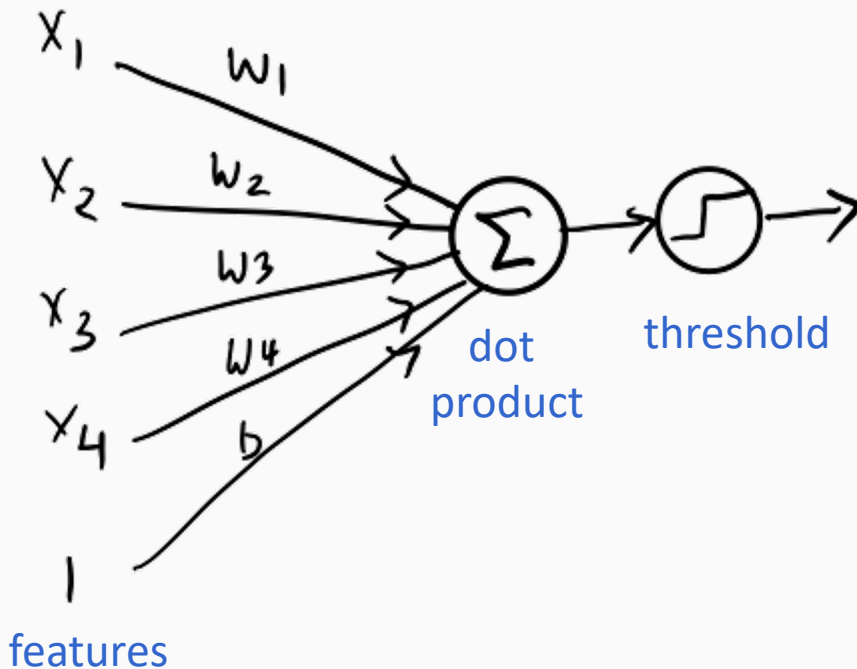 X1
W1
X2
W2
X3
W3
X4
W4
b
1
Σ
dot
product
threshold
features